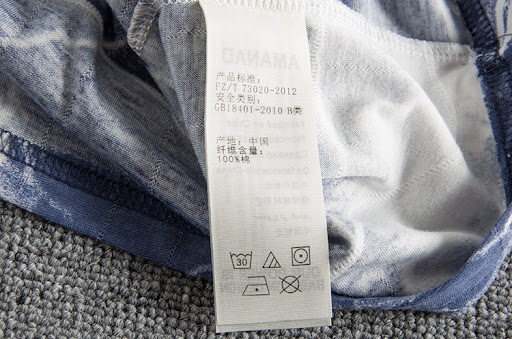 产品标准:
FZ/T 73020-2012
安全类别:
GB18401-2010 B类
产地: 中国
纤维含量:
100%棉
30